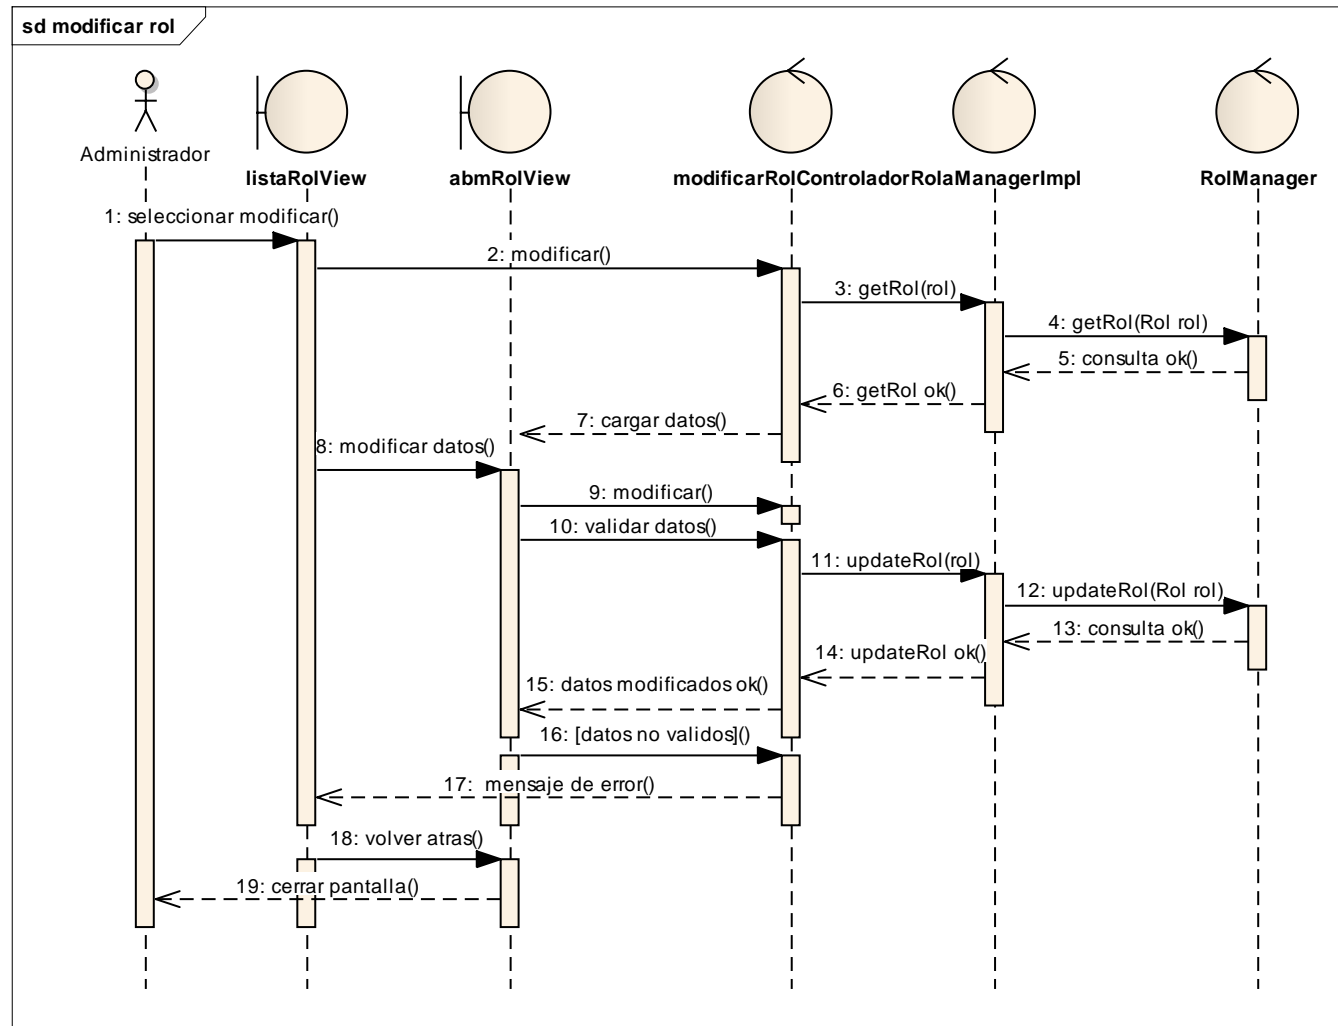 sd modificar rol
Administrador
listaRolView
abmRolView
modificarRolControlador
RolaManagerImpl
RolManager
1: seleccionar modificar()
2: modificar()
3: getRol(rol)
4: getRol(Rol rol)
5: consulta ok()
6: getRol ok()
7: cargar datos()
8: modificar datos()
9: modificar()
10: validar datos()
11: updateRol(rol)
12: updateRol(Rol rol)
13: consulta ok()
14: updateRol ok()
15: datos modificados ok()
16: [datos no validos]()
17:  mensaje de error()
18: volver atras()
19: cerrar pantalla()